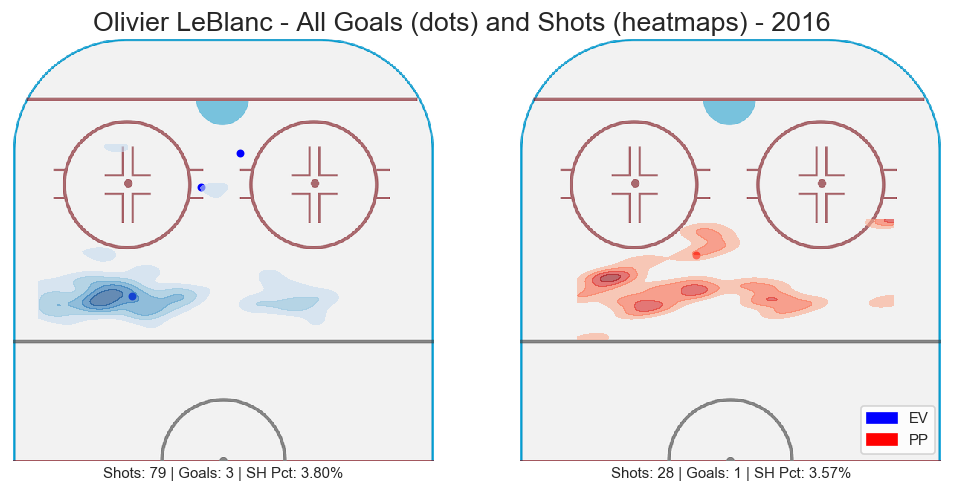 Olivier LeBlanc - All Goals (dots) and Shots (heatmaps) - 2016
EV
PP
Shots: 79 | Goals: 3 | SH Pct: 3.80%
Shots: 28 | Goals: 1 | SH Pct: 3.57%